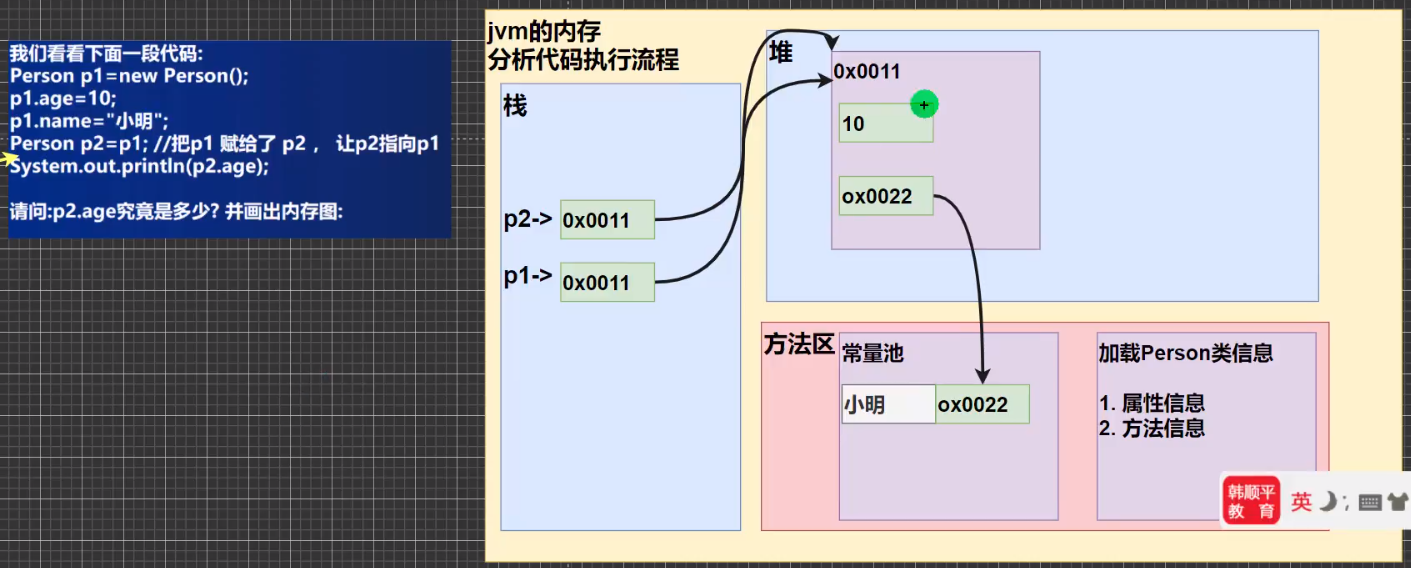 我们看看下面一段代码:
Person p1=new Person();
p1.age=10;
p1.name="小明";
Person p2=p1; //把p1 赋给了 p2 ， 让p2指向p1
System.out.println(p2.age);
请问:p2.age究竟是多少? 并画出内存图:
jvm的内存
分析代码执行流程
栈
p2-> 0x0011
p1-> 0x0011
堆
0x0011
10
ox0022
方法区
常量池
小明 ox0022
加载Person类信息
1. 属性信息
2. 方法信息
韩顺平
教 育
英